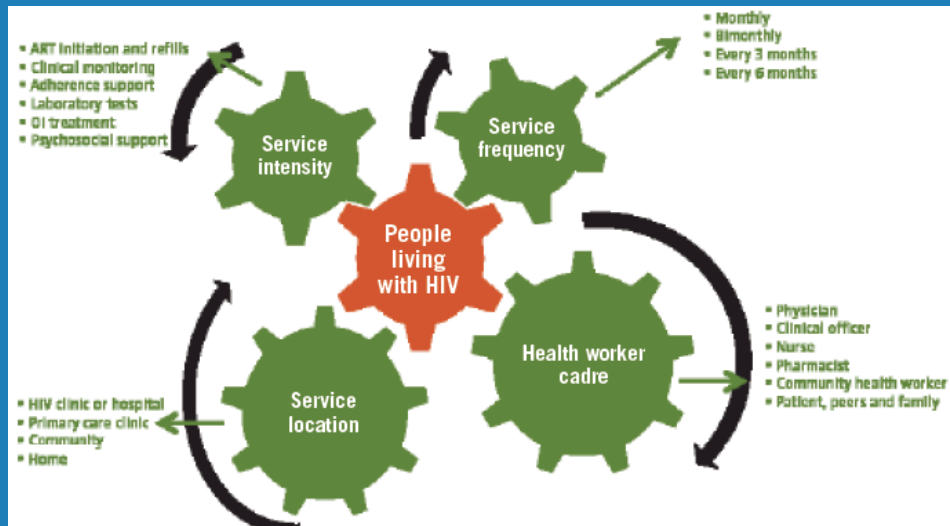 ▪ ART initiation and refills
▪ Clinical monitoring
▪ Adherence support
▪ Laboratory tests
▪ OI treatment
▪ Psychosocial support
Service
intensity
▪ Monthly
▪ Bimonthly
▪ Every 3 months
▪ Every 6 months
Service
frequency
People
living
with HIV
▪ HIV clinic or hospital
▪ Primary care clinic
▪ Community
▪ Home
Service
location
Health worker
cadre
▪ Physician
▪ Clinical officer
▪ Nurse
▪ Pharmacist
▪ Community health worker
▪ Patient, peers and family